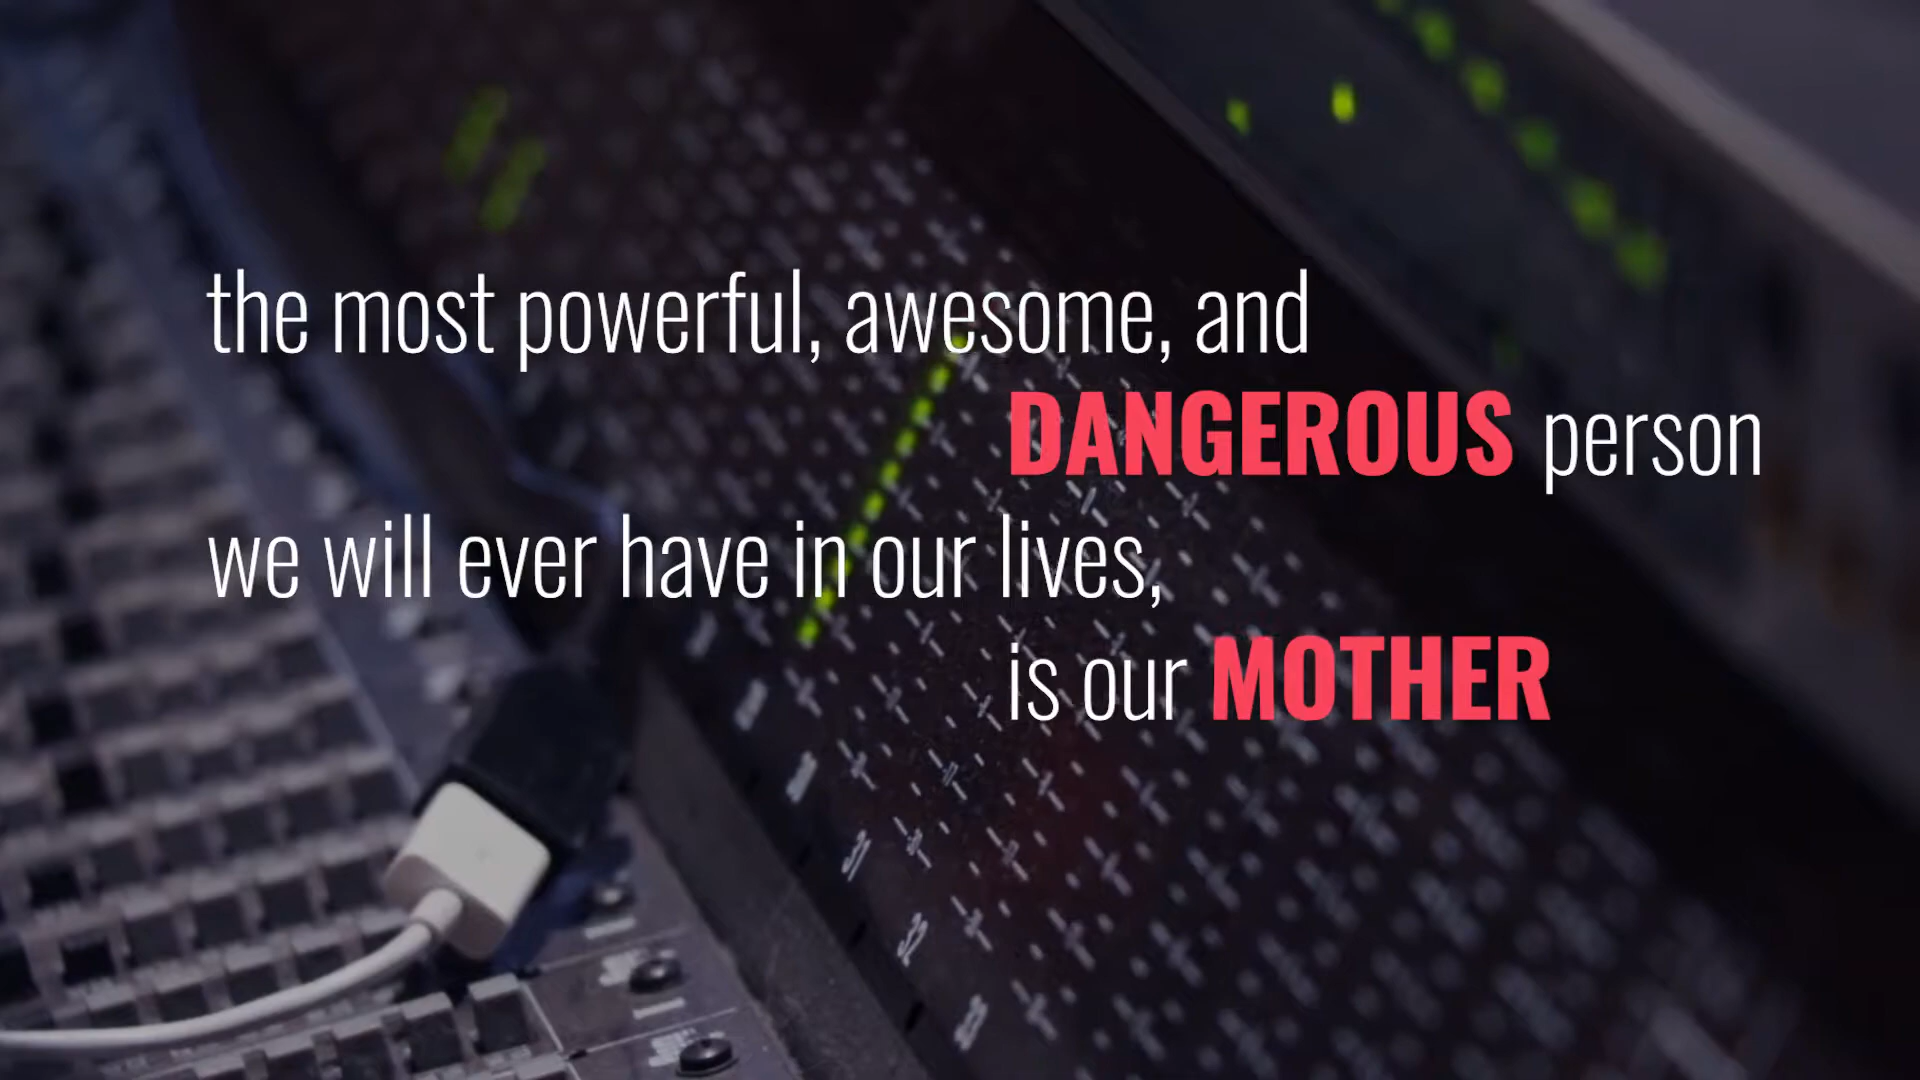 the most powerful, awesome, and
DANGEROUS person
we will ever have in our lives,
is our MOTHER